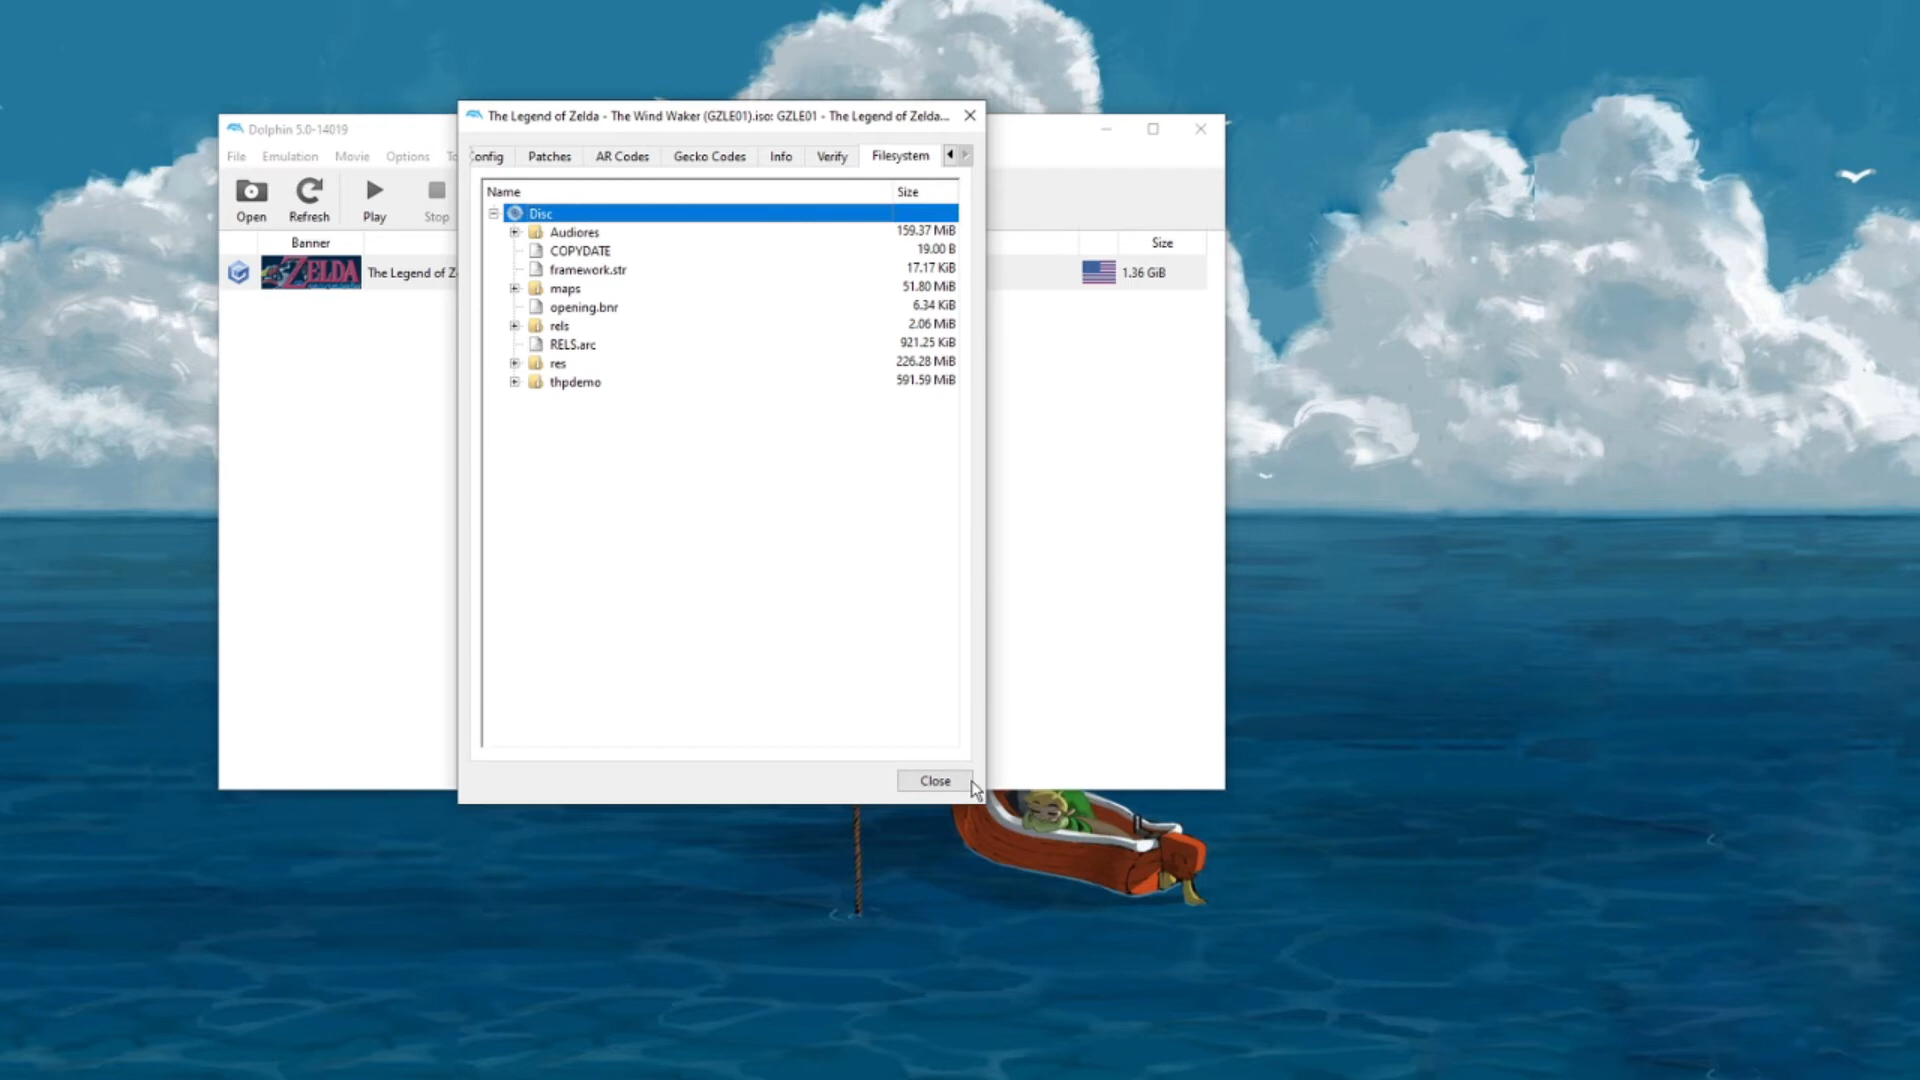 The Legend of Zelda - The Wind Waker (GZLE01).iso: GZLE01 - The Legend of Zelda...
Dolphin 5.0-14019
File Emulation Movie Options To
onfig Patches AR Codes Gecko Codes Info Verify Filesystem
Open Refresh Play Stop
Name Size
Disc
Audiores 159.37 MiB
COPYDATE 19.00 B
framework.str 17.17 KiB
maps 51.80 MiB
opening.bnr 6.34 KiB
rels 2.06 MiB
RELS.arc 921.25 KiB
res 226.28 MiB
thpdemo 591.59 MiB
Banner Size
ZELDA The Legend of Z 1.36 GiB
Close